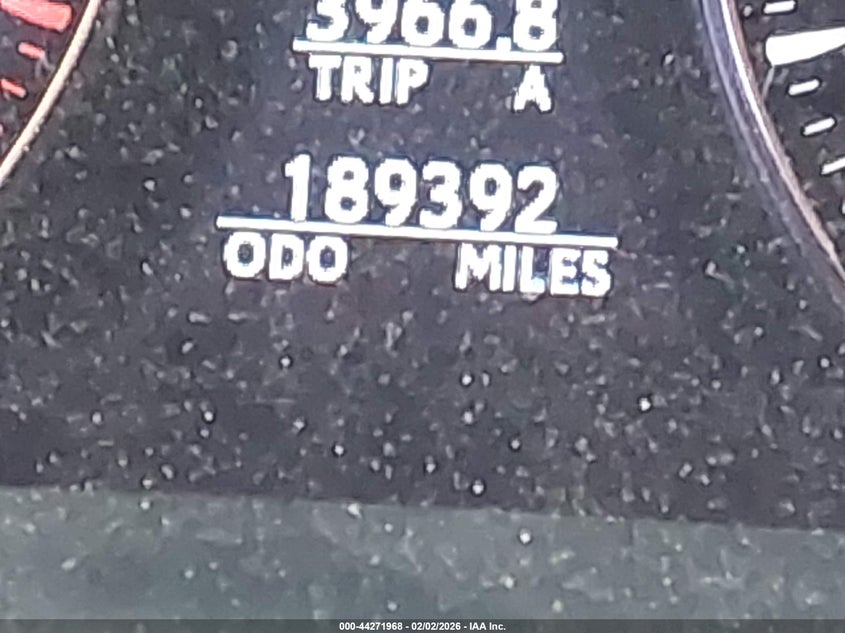 3966.8
TRIP A
189392
ODO MILES
000-44271968 - 02/02/2026 - IAA Inc.